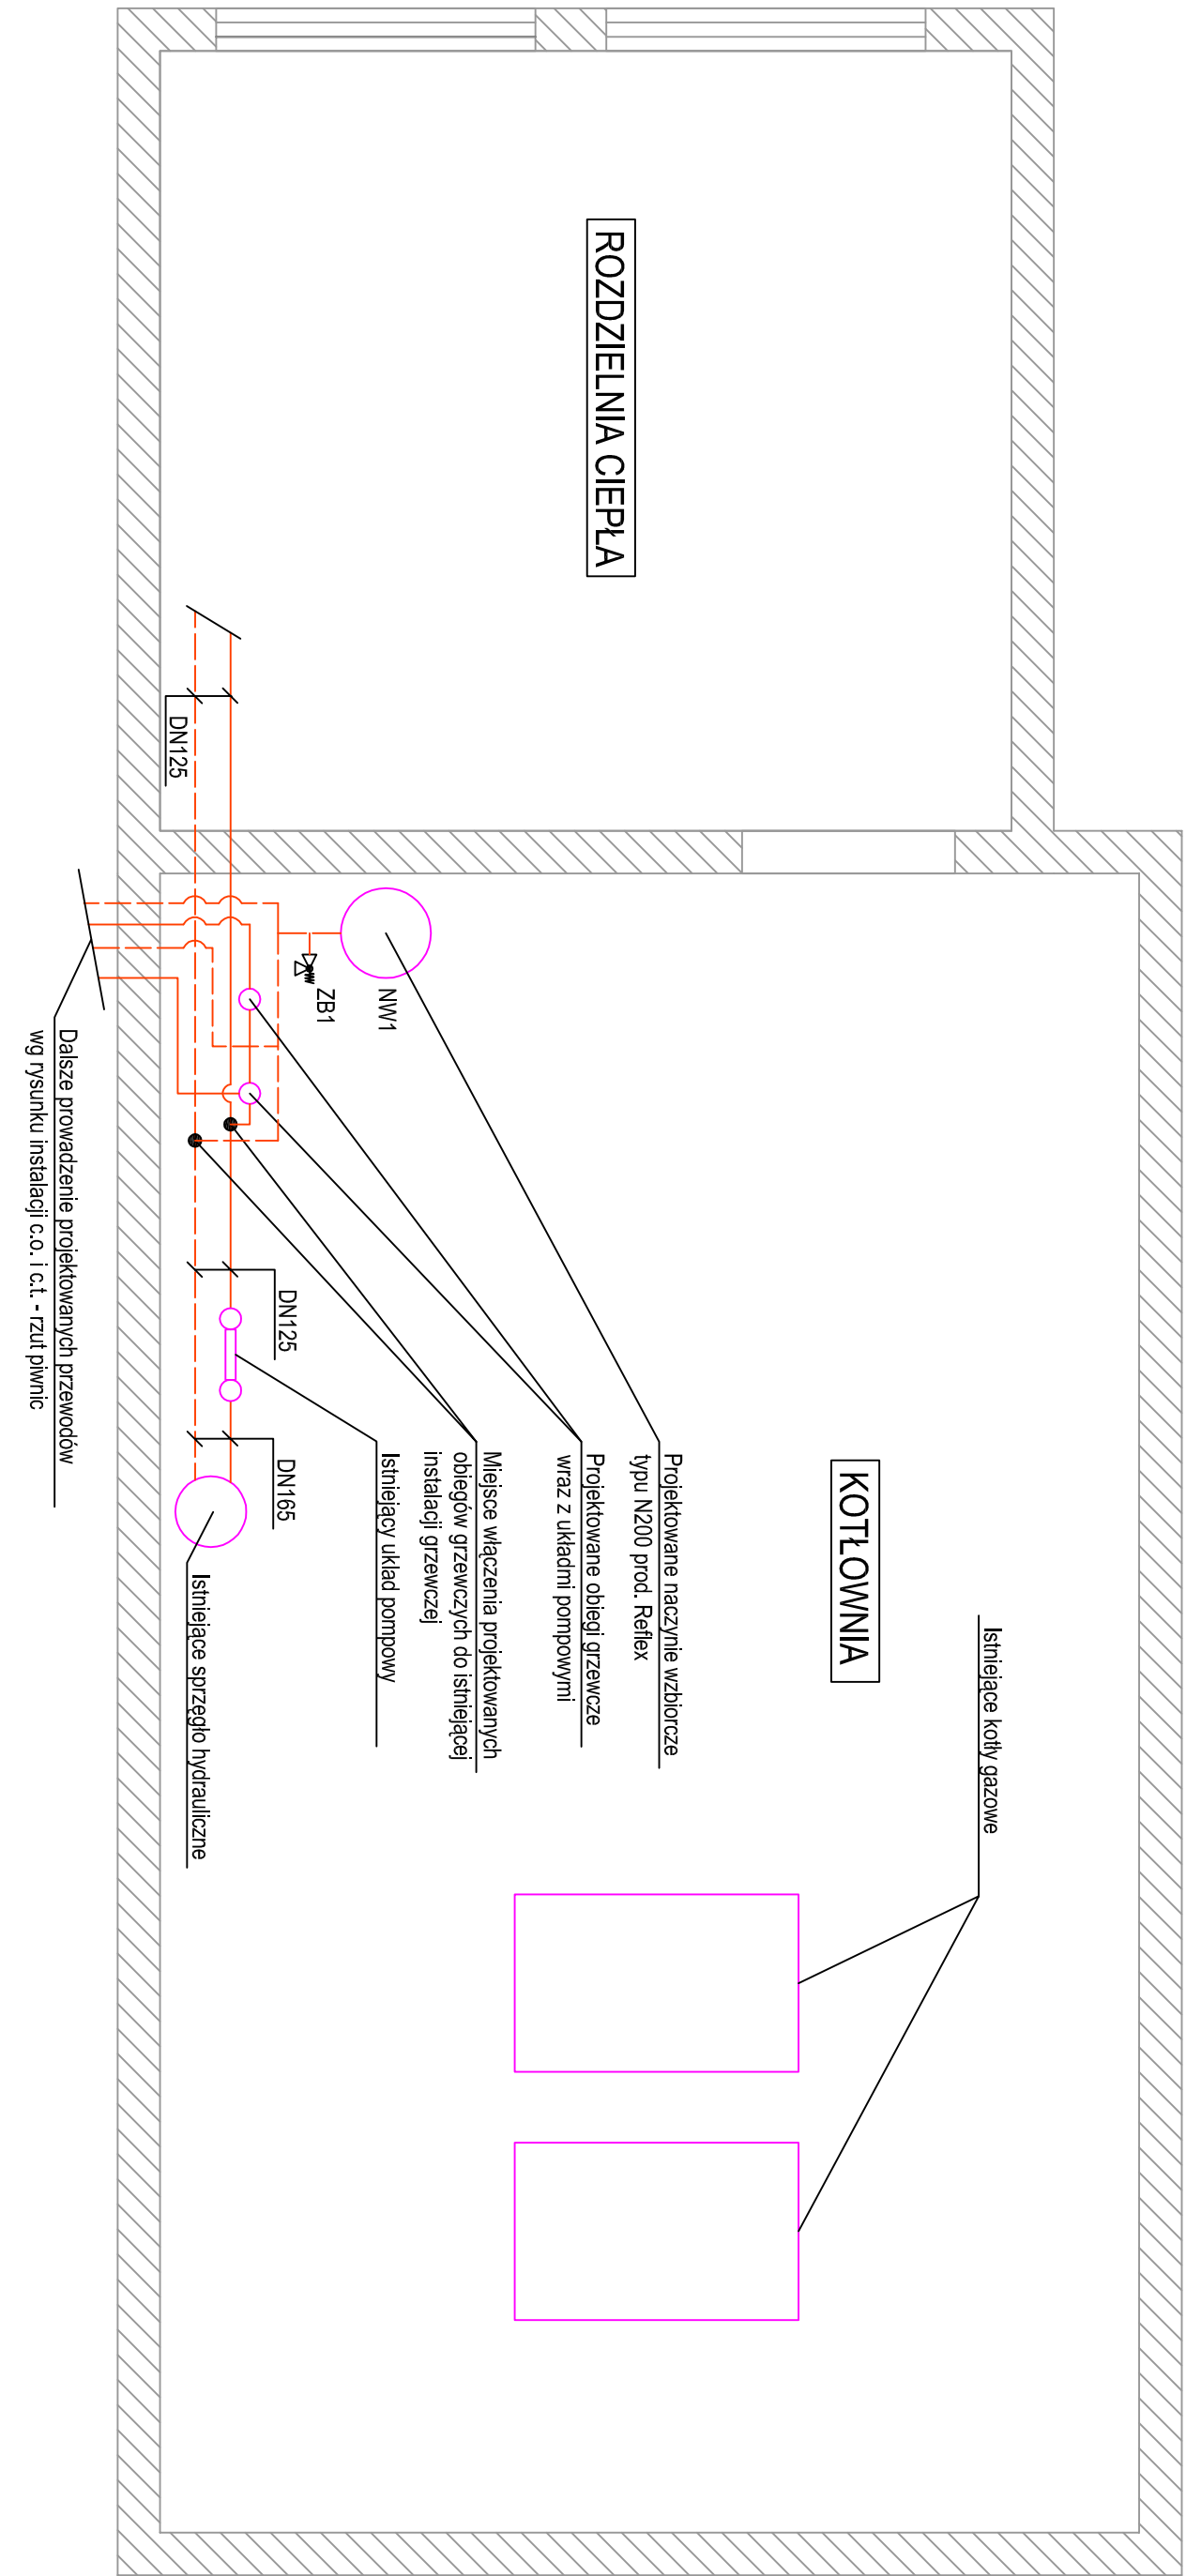 ROZDZIELNIA CIEPŁA
KOTŁOWNIA
Istniejące kotły gazowe
Projektowane naczynie wzbiorcze
typu N200 prod. Reflex
Projektowane obiegi grzewcze
wraz z układmi pompowymi
Miejsce włączenia projektowanych
obiegów grzewczych do istniejącej
instalacji grzewczej
Istniejący układ pompowy
Istniejące sprzęgło hydrauliczne
NW1
ZB1
DN125
DN125
DN165
Dalsze prowadzenie projektowanych przewodów
wg rysunku instalacji c.o. i c.t. - rzut piwnic